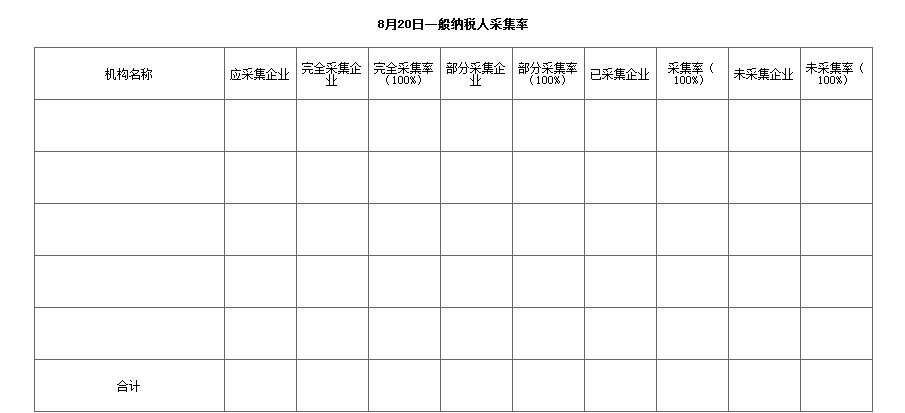 8月20日一般纳税人采集率
机构名称
应采集企业
完全采集企
业
完全采集率
（100%）
部分采集企
业
部分采集率
（100%）
已采集企业
采集率（
100%）
未采集企业
未采集率（
100%）
合计